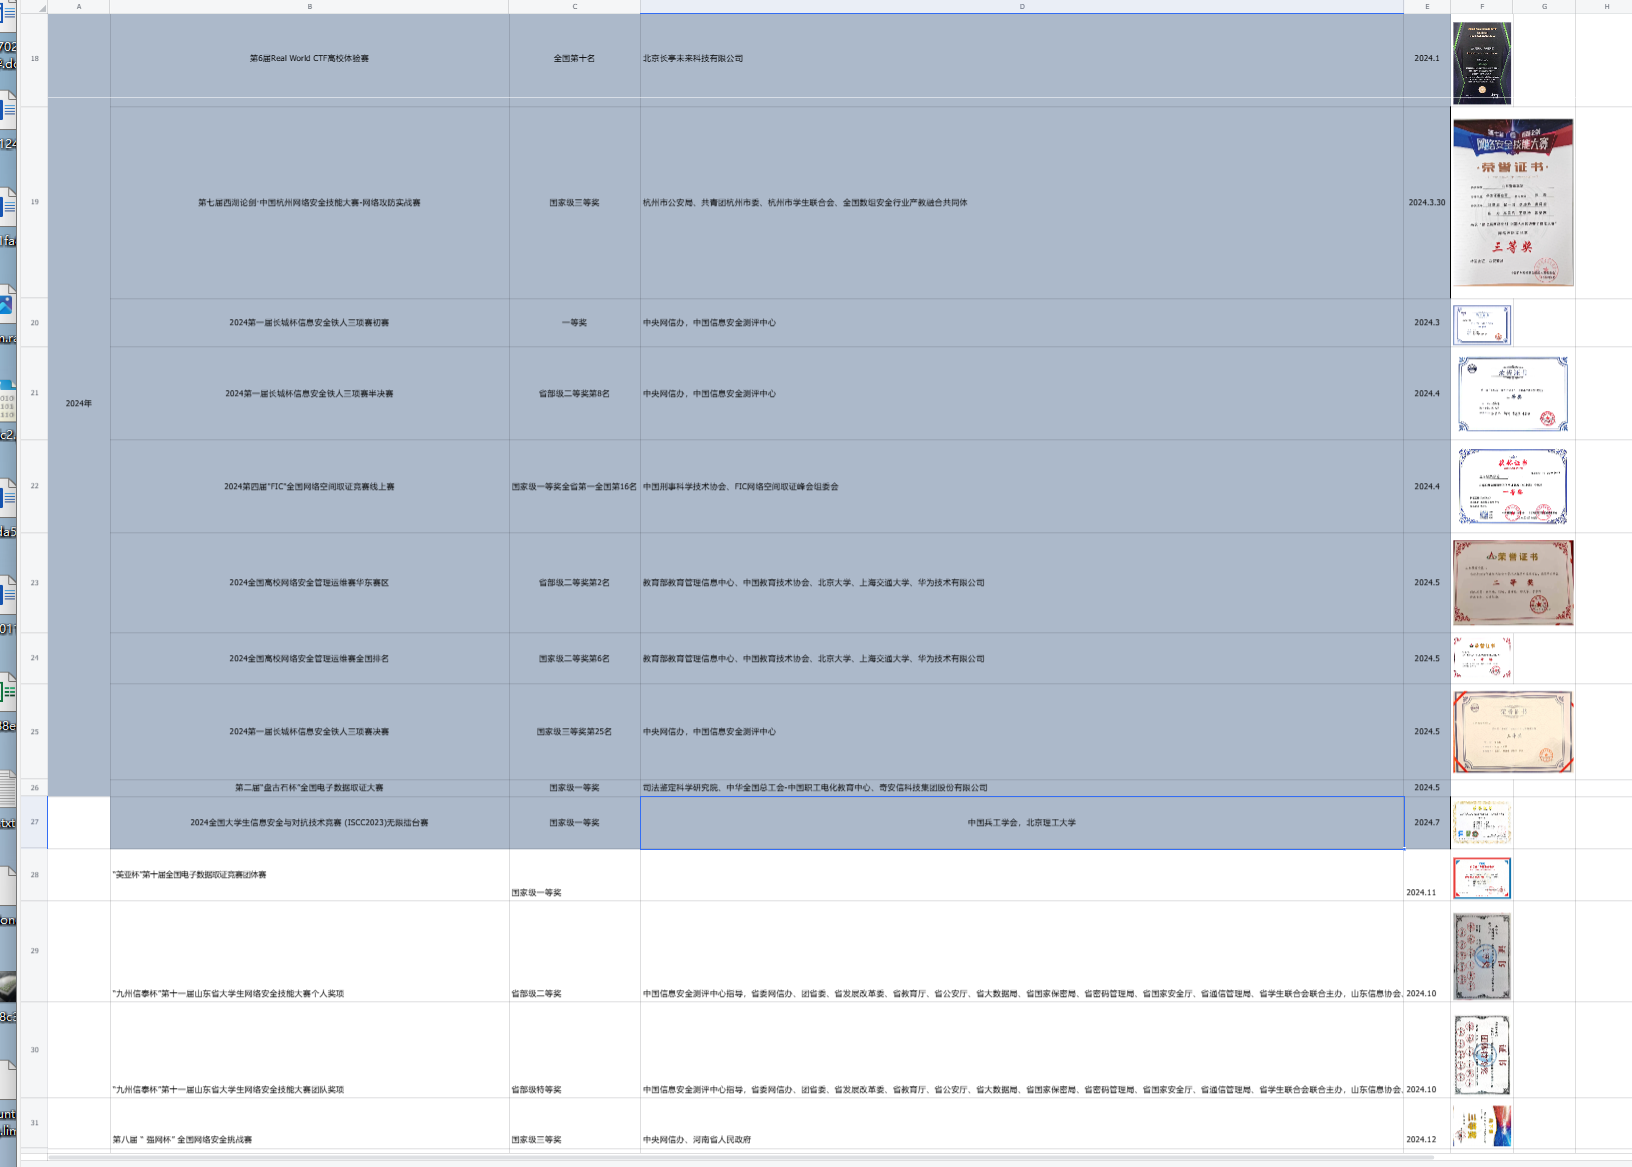 A B C D E F G H
18 第6届Real World CTF高校体验赛 全国第十名 北京长亭未来科技有限公司 2024.1
19 第七届西湖论剑·中国杭州网络安全技能大赛-网络攻防实战赛 国家级三等奖 杭州市公安局、共青团杭州市委、杭州市学生联合会、全国数组安全行业产教融合共同体 2024.3.30
网络安全技能大赛
荣誉证书
三等奖
20 2024第一届长城杯信息安全铁人三项赛初赛 一等奖 中央网信办，中国信息安全测评中心 2024.3
2024年
21 2024第一届长城杯信息安全铁人三项赛半决赛 省部级二等奖第8名 中央网信办，中国信息安全测评中心 2024.4
22 2024第四届"FIC"全国网络空间取证竞赛线上赛 国家级一等奖全省第一全国第16名 中国刑事科学技术协会、FIC网络空间取证峰会组委会 2024.4
获奖证书
一等奖
23 2024全国高校网络安全管理运维赛华东赛区 省部级二等奖第2名 教育部教育管理信息中心、中国教育技术协会、北京大学、上海交通大学、华为技术有限公司 2024.5
荣誉证书
二等奖
24 2024全国高校网络安全管理运维赛全国排名 国家级二等奖第6名 教育部教育管理信息中心、中国教育技术协会、北京大学、上海交通大学、华为技术有限公司 2024.5
荣誉证书
25 2024第一届长城杯信息安全铁人三项赛决赛 国家级三等奖第25名 中央网信办，中国信息安全测评中心 2024.5
26 第二届"盘古石杯"全国电子数据取证大赛 国家级一等奖 司法鉴定科学研究院、中华全国总工会-中国职工电化教育中心、奇安信科技集团股份有限公司 2024.5
27 2024全国大学生信息安全与对抗技术竞赛 (ISCC2023)无限擂台赛 国家级一等奖 中国兵工学会，北京理工大学 2024.7
28 "美亚杯"第十届全国电子数据取证竞赛团体赛 国家级一等奖 2024.11
29 "九州信泰杯"第十一届山东省大学生网络安全技能大赛个人奖项 省部级二等奖 中国信息安全测评中心指导，省委网信办、团省委、省发展改革委、省教育厅、省公安厅、省大数据局、省国家保密局、省密码管理局、省国家安全厅、省通信管理局、省学生联合会联合主办，山东信息协会、 2024.10
30 "九州信泰杯"第十一届山东省大学生网络安全技能大赛团队奖项 省部级特等奖 中国信息安全测评中心指导，省委网信办、团省委、省发展改革委、省教育厅、省公安厅、省大数据局、省国家保密局、省密码管理局、省国家安全厅、省通信管理局、省学生联合会联合主办，山东信息协会、 2024.10
31 第八届 " 强网杯" 全国网络安全挑战赛 国家级三等奖 中央网信办、河南省人民政府 2024.12